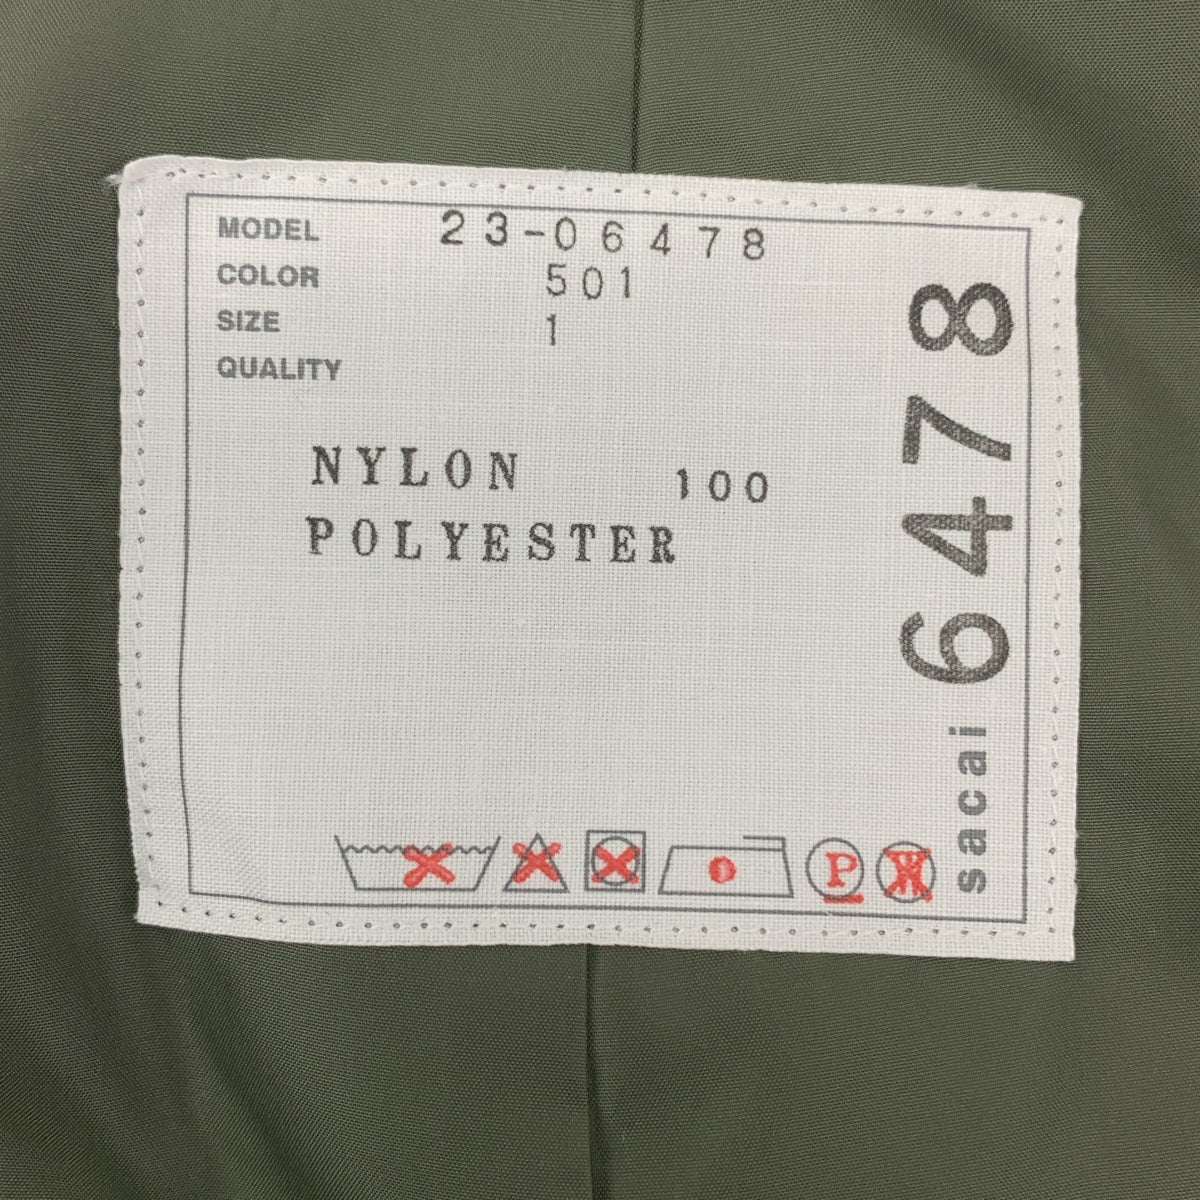 MODEL 23-06478
COLOR 501
SIZE 1
QUALITY
NYLON 100
POLYESTER
sacai 6478
P
W